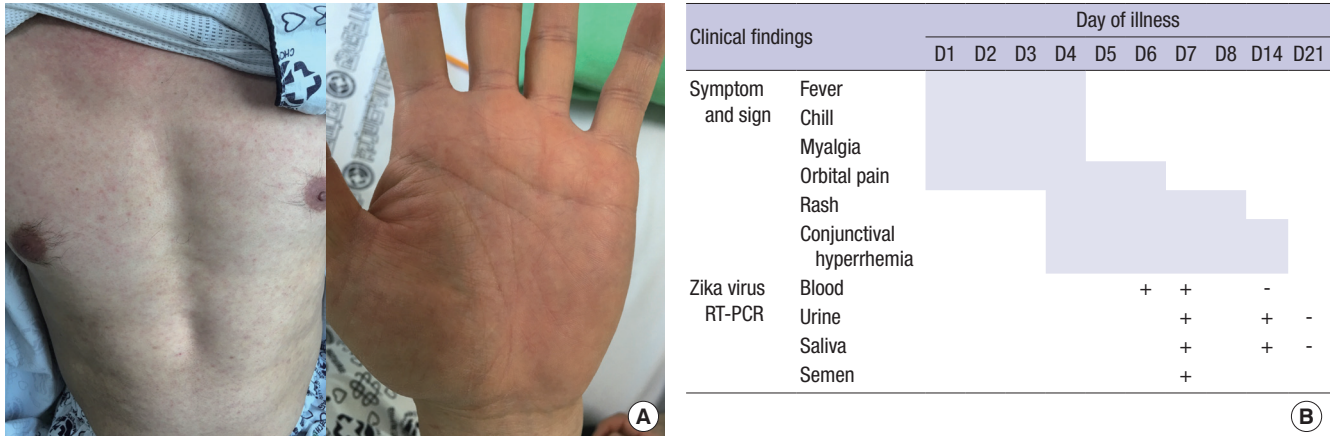 Clinical findings
Day of illness
D1 D2 D3 D4 D5 D6 D7 D8 D14 D21
Symptom and sign
Fever
Chill
Myalgia
Orbital pain
Rash
Conjunctival
hyperrhemia
Zika virus RT-PCR
Blood + + -
Urine + + -
Saliva + + -
Semen +
A
B